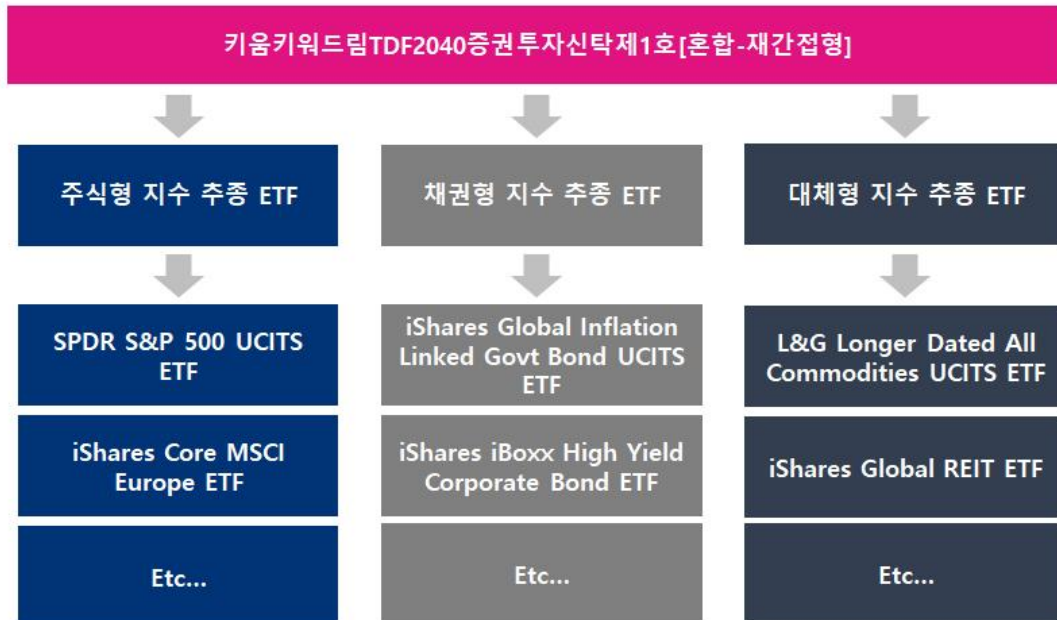 키움키워드림TDF2040증권투자신탁제1호[혼합-재간접형]
주식형 지수 추종 ETF
채권형 지수 추종 ETF
대체형 지수 추종 ETF
SPDR S&P 500 UCITS
ETF
iShares Global Inflation
Linked Govt Bond UCITS
ETF
L&G Longer Dated All
Commodities UCITS ETF
iShares Core MSCI
Europe ETF
iShares iBoxx High Yield
Corporate Bond ETF
iShares Global REIT ETF
Etc...
Etc...
Etc...